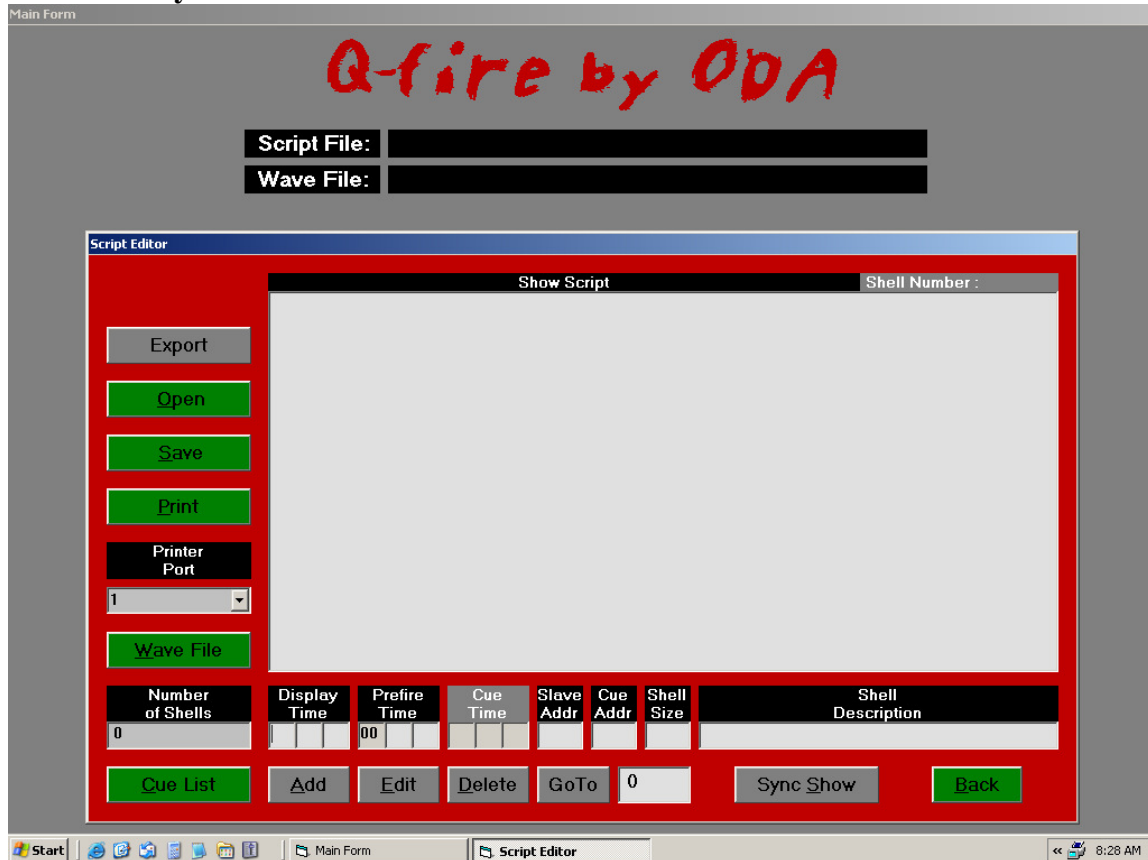 Main Form
Q-fire by ODA
Script File:
Wave File:
Script Editor
Show Script
Shell Number :
Export
Open
Save
Print
Printer
Port
1
Wave File
Number
of Shells
0
Display
Time
Prefire
Time
00
Cue
Time
Slave
Addr
Cue
Addr
Shell
Size
Shell
Description
Cue List
Add
Edit
Delete
GoTo
0
Sync Show
Back
Start
Main Form
Script Editor
« 8:28 AM